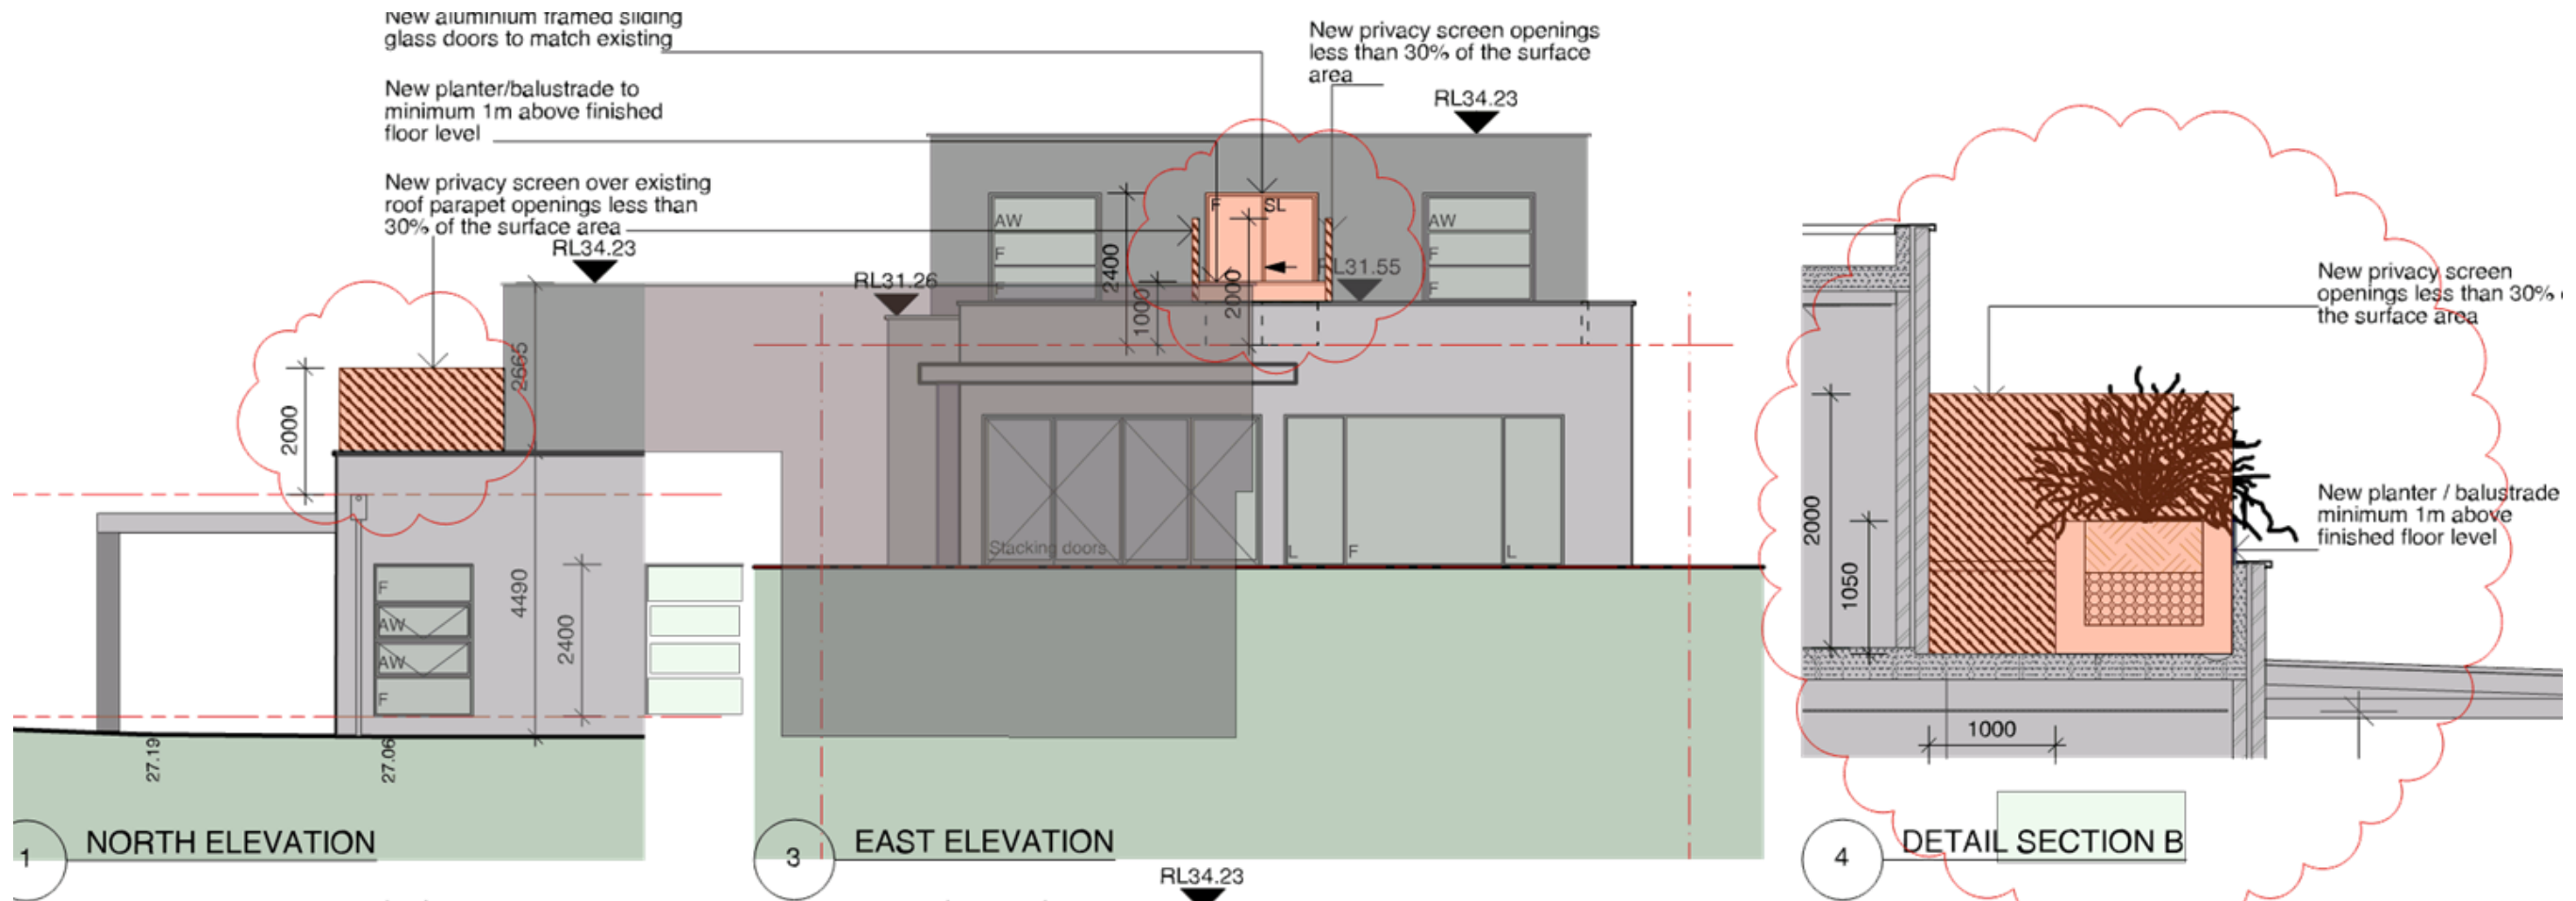 New aluminium framed sliding
glass doors to match existing
New planter/balustrade to
minimum 1m above finished
floor level
New privacy screen over existing
roof parapet openings less than
30% of the surface area
RL34.23
2000
2665
4490
2400
F
AW
AW
F
27.19
27.06
1
NORTH ELEVATION
New privacy screen openings
less than 30% of the surface
area
RL34.23
RL31.26
RL31.55
AW
F
F
2400
1000
2000
F
SL
AW
F
F
Stacking doors
L
F
L
3
EAST ELEVATION
RL34.23
New privacy screen
openings less than 30%
the surface area
New planter / balustrade
minimum 1m above
finished floor level
2000
1050
1000
4
DETAIL SECTION B